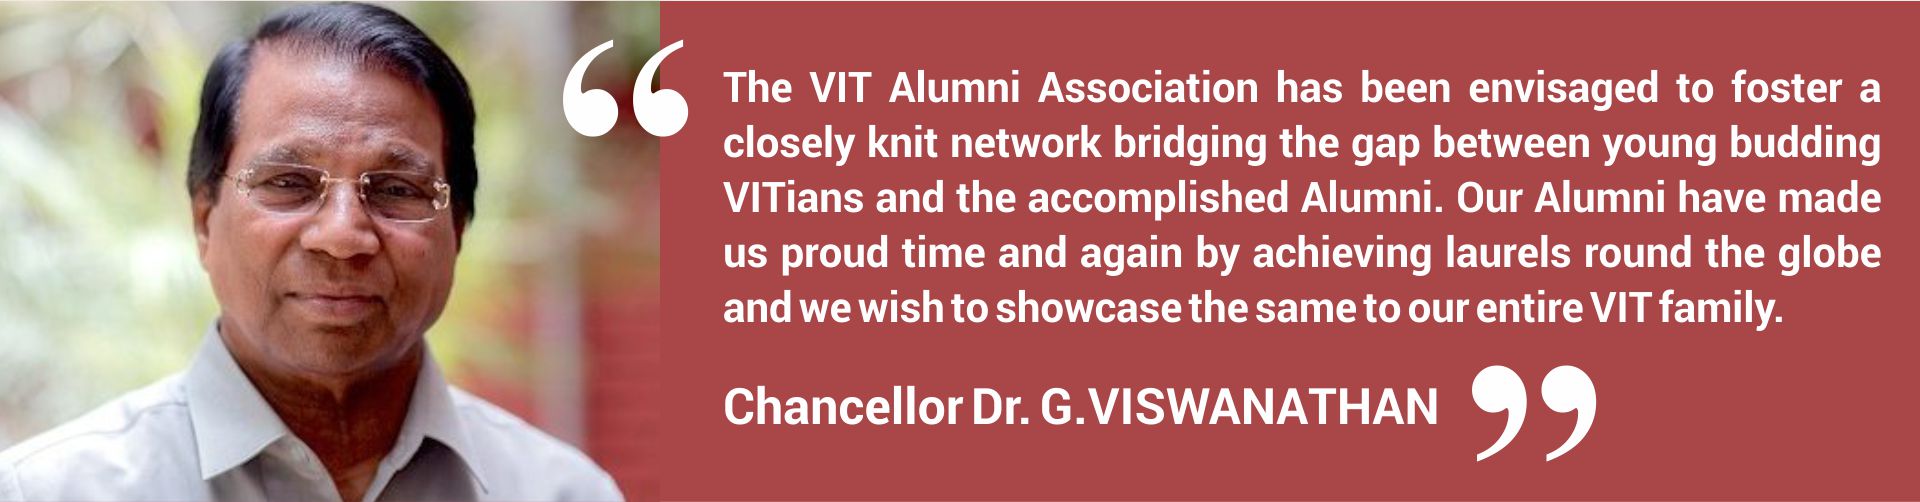 “
The VIT Alumni Association has been envisaged to foster a
closely knit network bridging the gap between young budding
VITians and the accomplished Alumni. Our Alumni have made
us proud time and again by achieving laurels round the globe
and we wish to showcase the same to our entire VIT family.
Chancellor Dr. G.VISWANATHAN ”